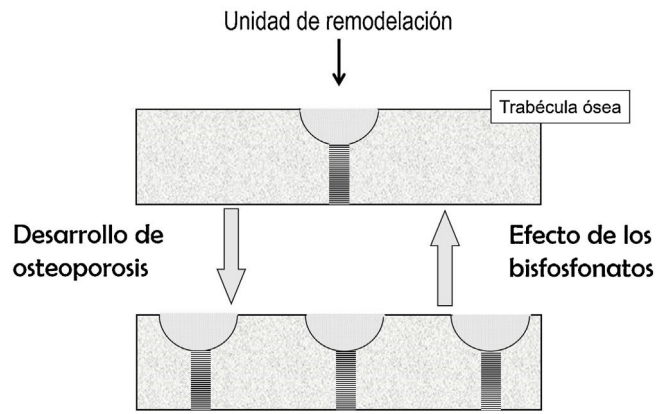 Unidad de remodelación
Trabécula ósea
Desarrollo de
osteoporosis
Efecto de los
bisfosfonatos